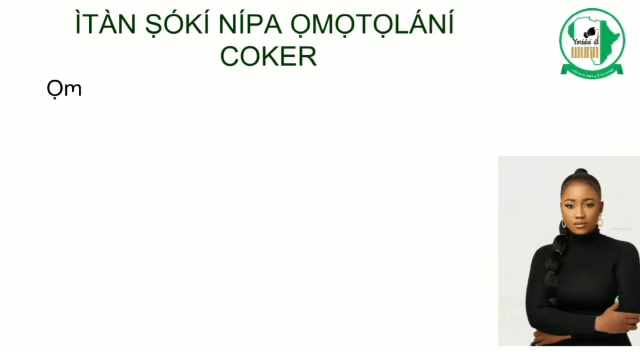 ÌTÀN ṢÓKÍ NÍPA ỌMỌTỌLÁNÍ
COKER
Ọm